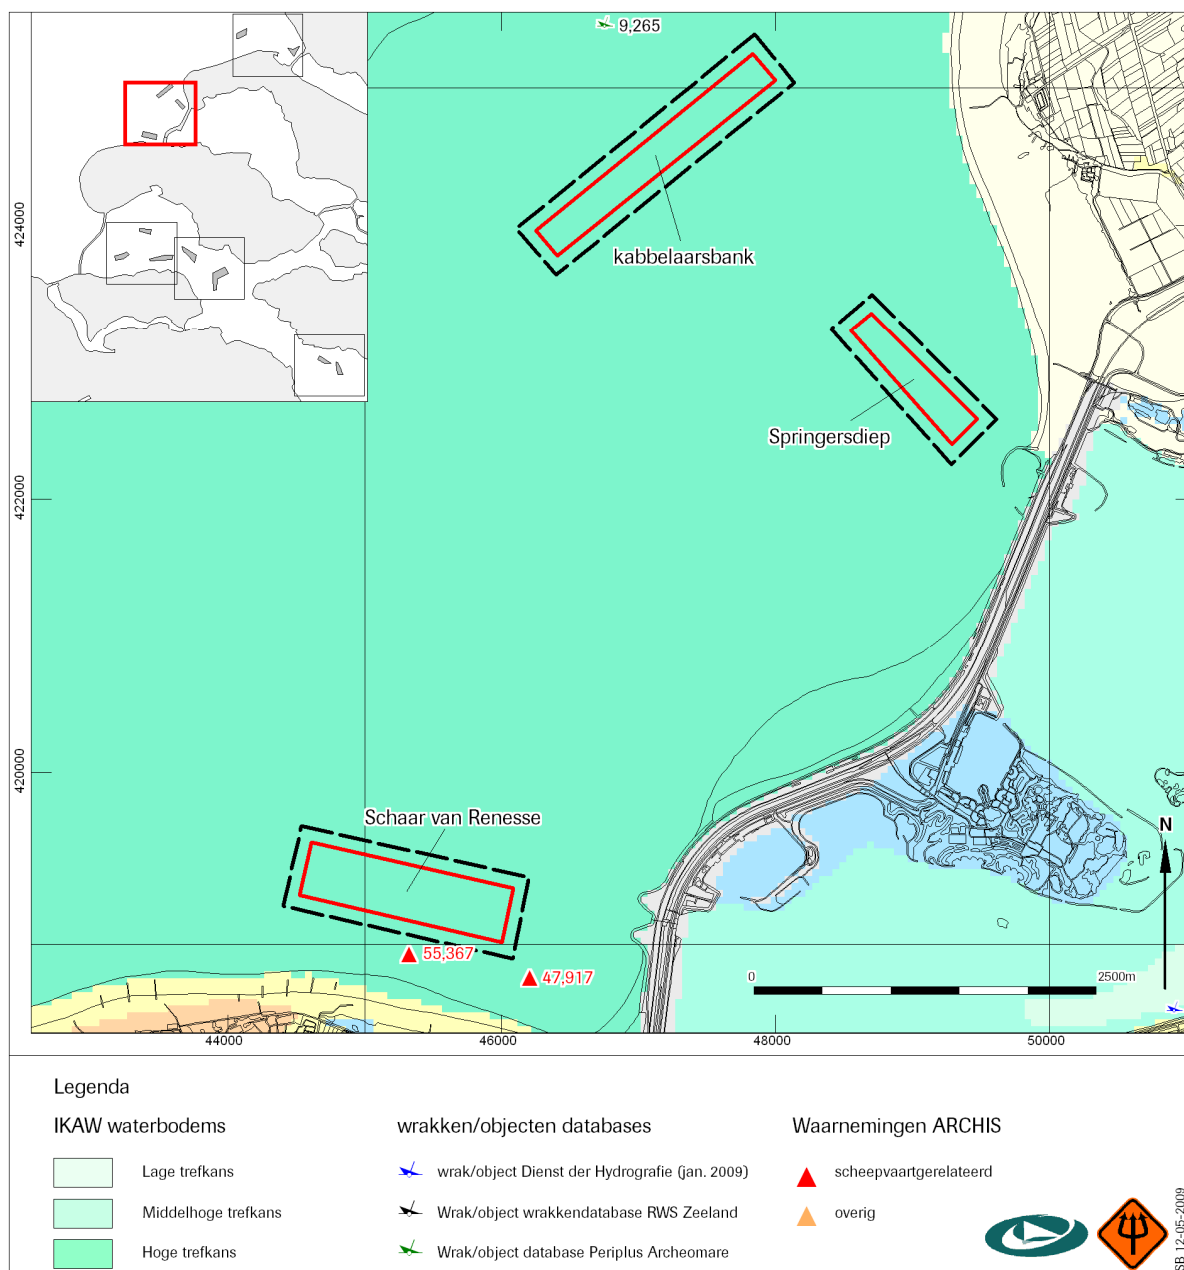 9,265
kabbelaarsbank
Springersdiep
Schaar van Renesse
55,367
47,917
424000
422000
420000
44000
46000
48000
50000
0
2500m
N
Legenda
IKAW waterbodems
Lage trefkans
Middelhoge trefkans
Hoge trefkans
wrakken/objecten databases
wrak/object Dienst der Hydrografie (jan. 2009)
Wrak/object wrakkendatabase RWS Zeeland
Wrak/object database Periplus Archeomare
Waarnemingen ARCHIS
scheepvaartgerelateerd
overig
SB 12-05-2009